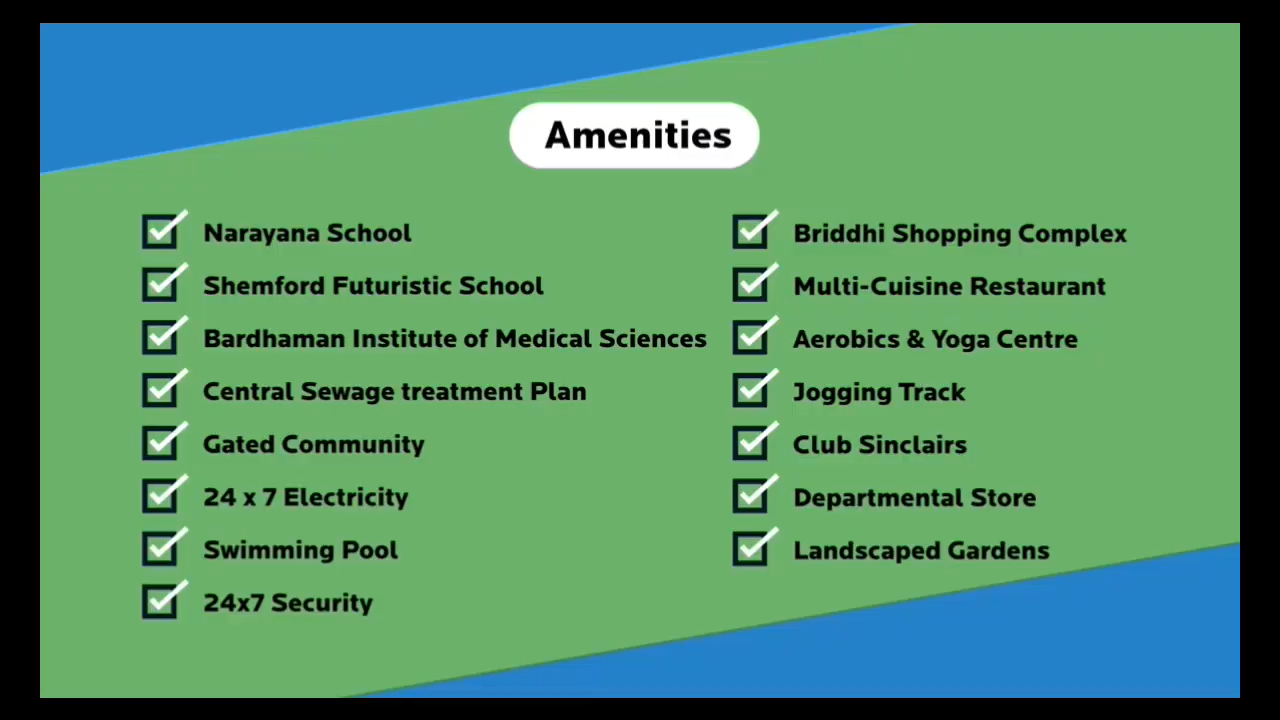 Amenities
Narayana School
Shemford Futuristic School
Bardhaman Institute of Medical Sciences
Central Sewage treatment Plan
Gated Community
24 x 7 Electricity
Swimming Pool
24x7 Security
Briddhi Shopping Complex
Multi-Cuisine Restaurant
Aerobics & Yoga Centre
Jogging Track
Club Sinclairs
Departmental Store
Landscaped Gardens